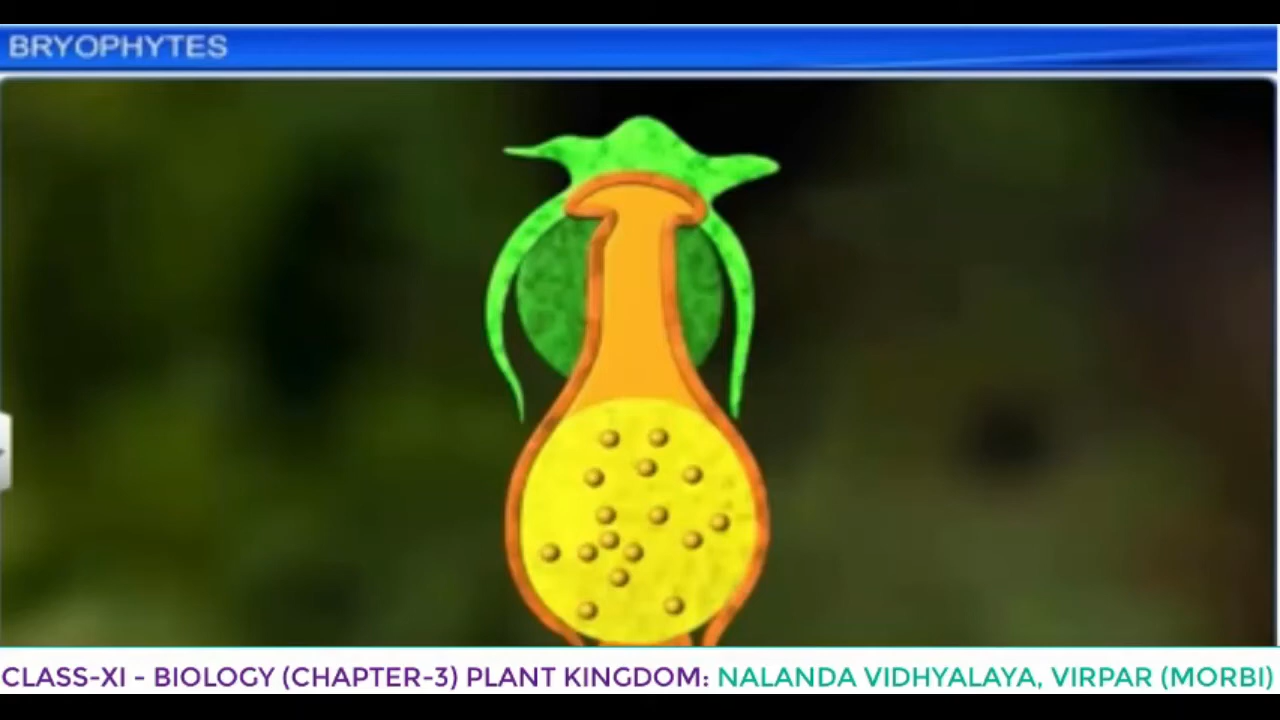 BRYOPHYTES
CLASS-XI - BIOLOGY (CHAPTER-3) PLANT KINGDOM: NALANDA VIDHYALAYA, VIRPAR (MORBI)